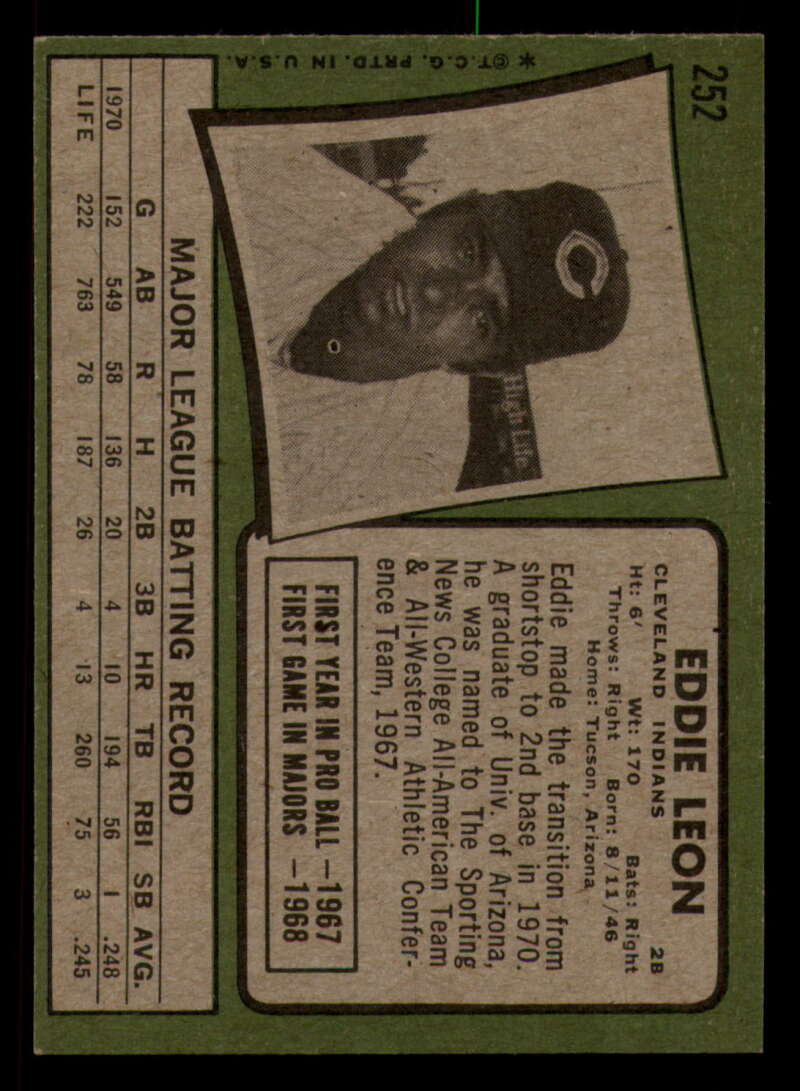 252
✱ ©T.C.G. PRTD. IN U.S.A.
C
High Life
EDDIE LEON
CLEVELAND INDIANS 2B
Ht: 6' Wt: 170 Bats: Right
Throws: Right Born: 8/11/46
Home: Tucson, Arizona
Eddie made the transition from
shortstop to 2nd base in 1970.
A graduate of Univ. of Arizona,
he was named to The Sporting
News College All-American Team
& All-Western Athletic Confer-
ence Team, 1967.
FIRST YEAR IN PRO BALL —1967
FIRST GAME IN MAJORS —1968
MAJOR LEAGUE BATTING RECORD
G AB R H 2B 3B HR TB RBI SB AVG.
1970 152 549 58 136 20 4 10 194 56 1 .248
LIFE 222 763 78 187 26 4 13 260 75 3 .245